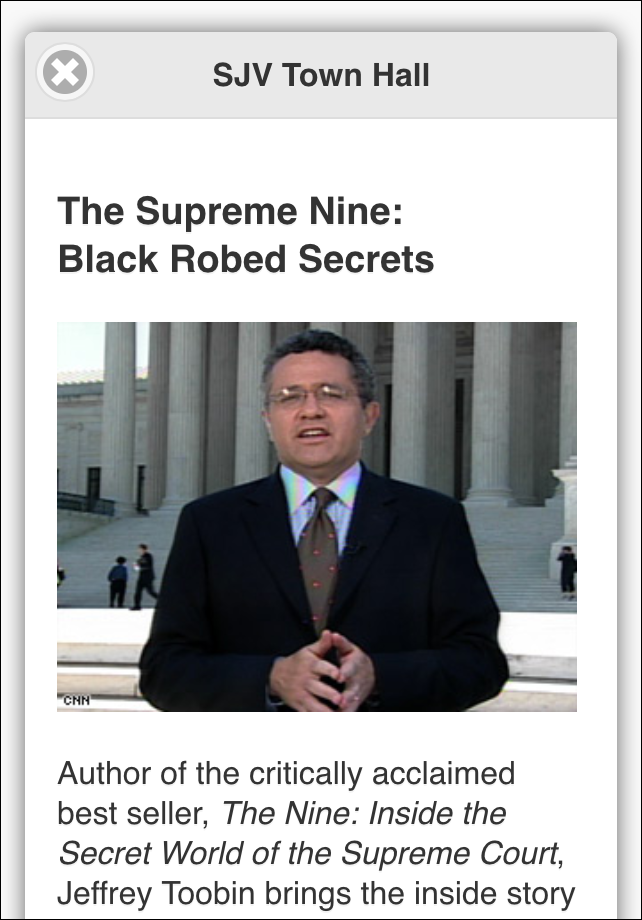 SJV Town Hall
The Supreme Nine:
Black Robed Secrets
CNN
Author of the critically acclaimed
best seller, The Nine: Inside the
Secret World of the Supreme Court,
Jeffrey Toobin brings the inside story